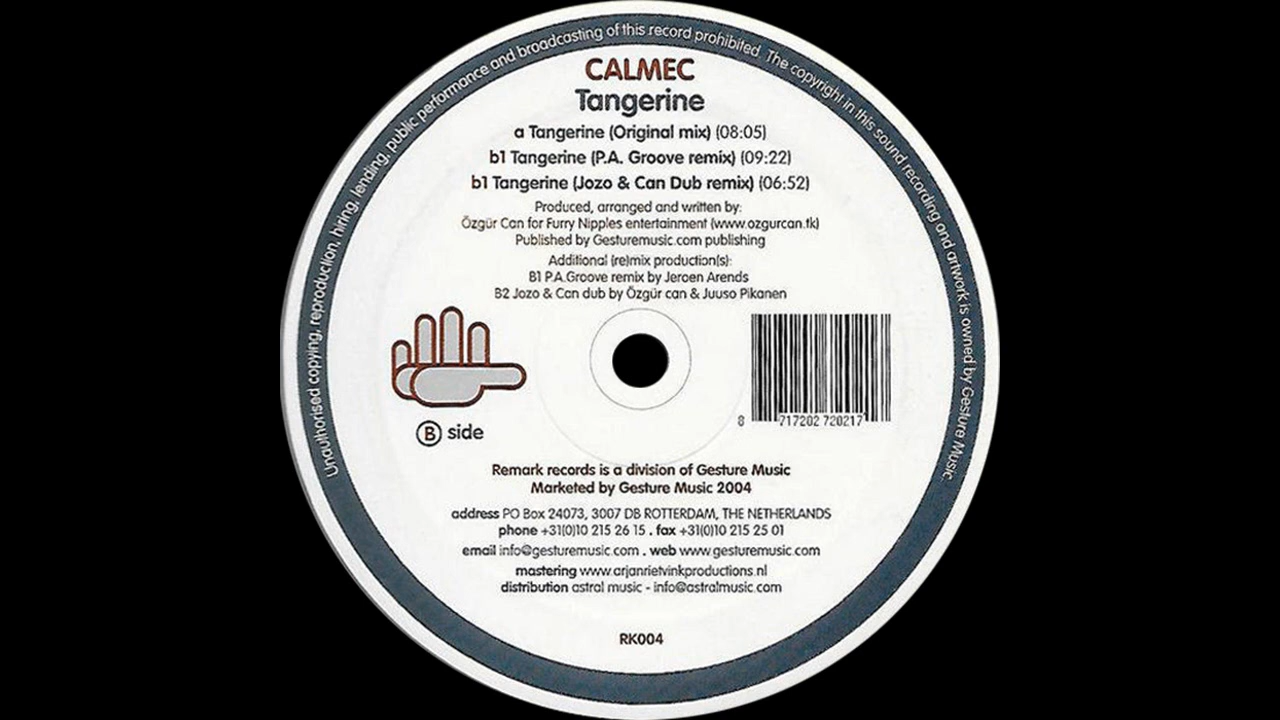 Unauthorised copying, reproduction, hiring, lending, public performance and broadcasting of this record prohibited. The copyright in this sound recording and artwork is owned by Gesture Music.
CALMEC
Tangerine
a Tangerine (Original mix) (08:05)
b1 Tangerine (P.A. Groove remix) (09:22)
b1 Tangerine (Jozo & Can Dub remix) (06:52)
Produced, arranged and written by:
Özgür Can for Furry Nipples entertainment (www.ozgurcan.tk)
Published by Gesturemusic.com publishing
Additional (re)mix production(s):
B1 P.A.Groove remix by Jeroen Arends
B2 Jozo & Can dub by Özgür can & Juuso Pikanen
8 717202 720217
B side
Remark records is a division of Gesture Music
Marketed by Gesture Music 2004
address PO Box 24073, 3007 DB ROTTERDAM, THE NETHERLANDS
phone +31(0)10 215 26 15 . fax +31(0)10 215 25 01
email info@gesturemusic.com . web www.gesturemusic.com
mastering www.arjanrietvinkproductions.nl
distribution astral music - info@astralmusic.com
RK004